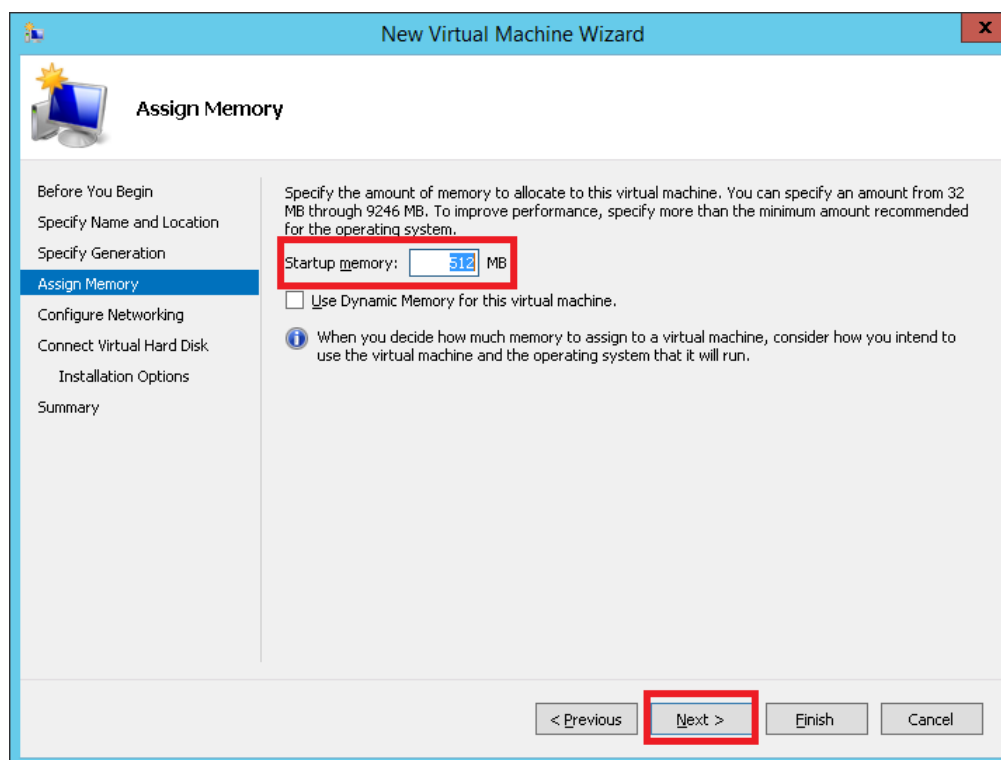 New Virtual Machine Wizard
X
Assign Memory
Before You Begin
Specify Name and Location
Specify Generation
Assign Memory
Configure Networking
Connect Virtual Hard Disk
Installation Options
Summary
Specify the amount of memory to allocate to this virtual machine. You can specify an amount from 32
MB through 9246 MB. To improve performance, specify more than the minimum amount recommended
for the operating system.
Startup memory: 512 MB
Use Dynamic Memory for this virtual machine.
When you decide how much memory to assign to a virtual machine, consider how you intend to
use the virtual machine and the operating system that it will run.
< Previous Next > Finish Cancel